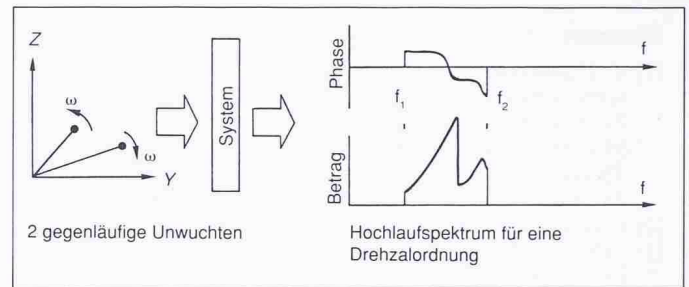 Z
ω
ω
Y
2 gegenläufige Unwuchten
System
Phase
f
f₁
f₂
Betrag
f
Hochlaufspektrum für eine
Drehzalordnung